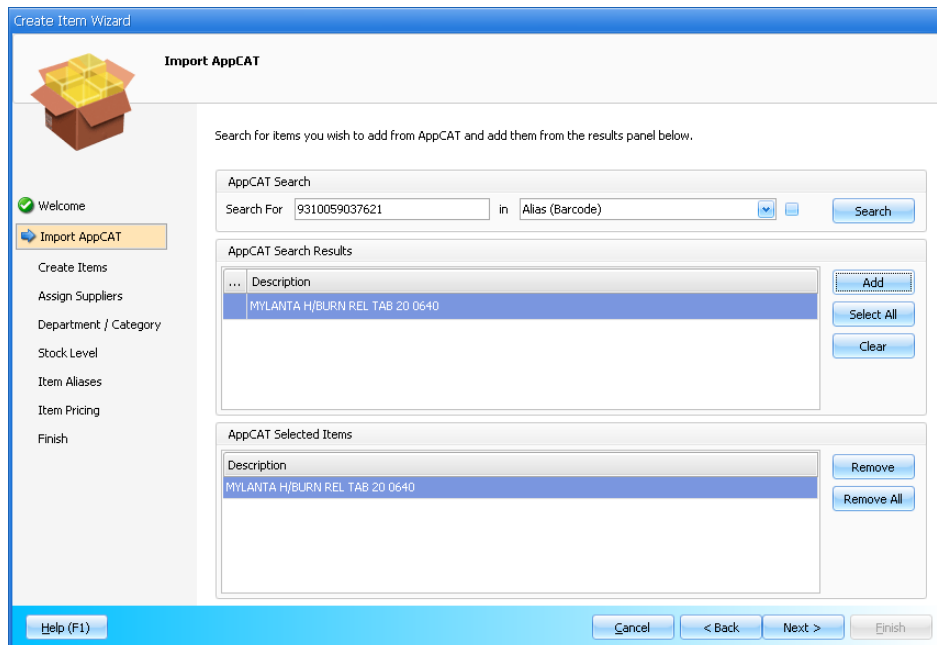 Create Item Wizard
Import AppCAT
Search for items you wish to add from AppCAT and add them from the results panel below.
Welcome
Import AppCAT
Create Items
Assign Suppliers
Department / Category
Stock Level
Item Aliases
Item Pricing
Finish
AppCAT Search
Search For 9310059037621 in Alias (Barcode) Search
AppCAT Search Results
... Description
MYLANTA H/BURN REL TAB 20 0640
Add
Select All
Clear
AppCAT Selected Items
Description
MYLANTA H/BURN REL TAB 20 0640
Remove
Remove All
Help (F1) Cancel < Back Next > Finish